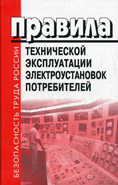 правила
ТЕХНИЧЕСКОЙ
ЭКСПЛУАТАЦИИ
ЭЛЕКТРОУСТАНОВОК
ПОТРЕБИТЕЛЕЙ
БЕЗОПАСНОСТЬ ТРУДА РОССИИ